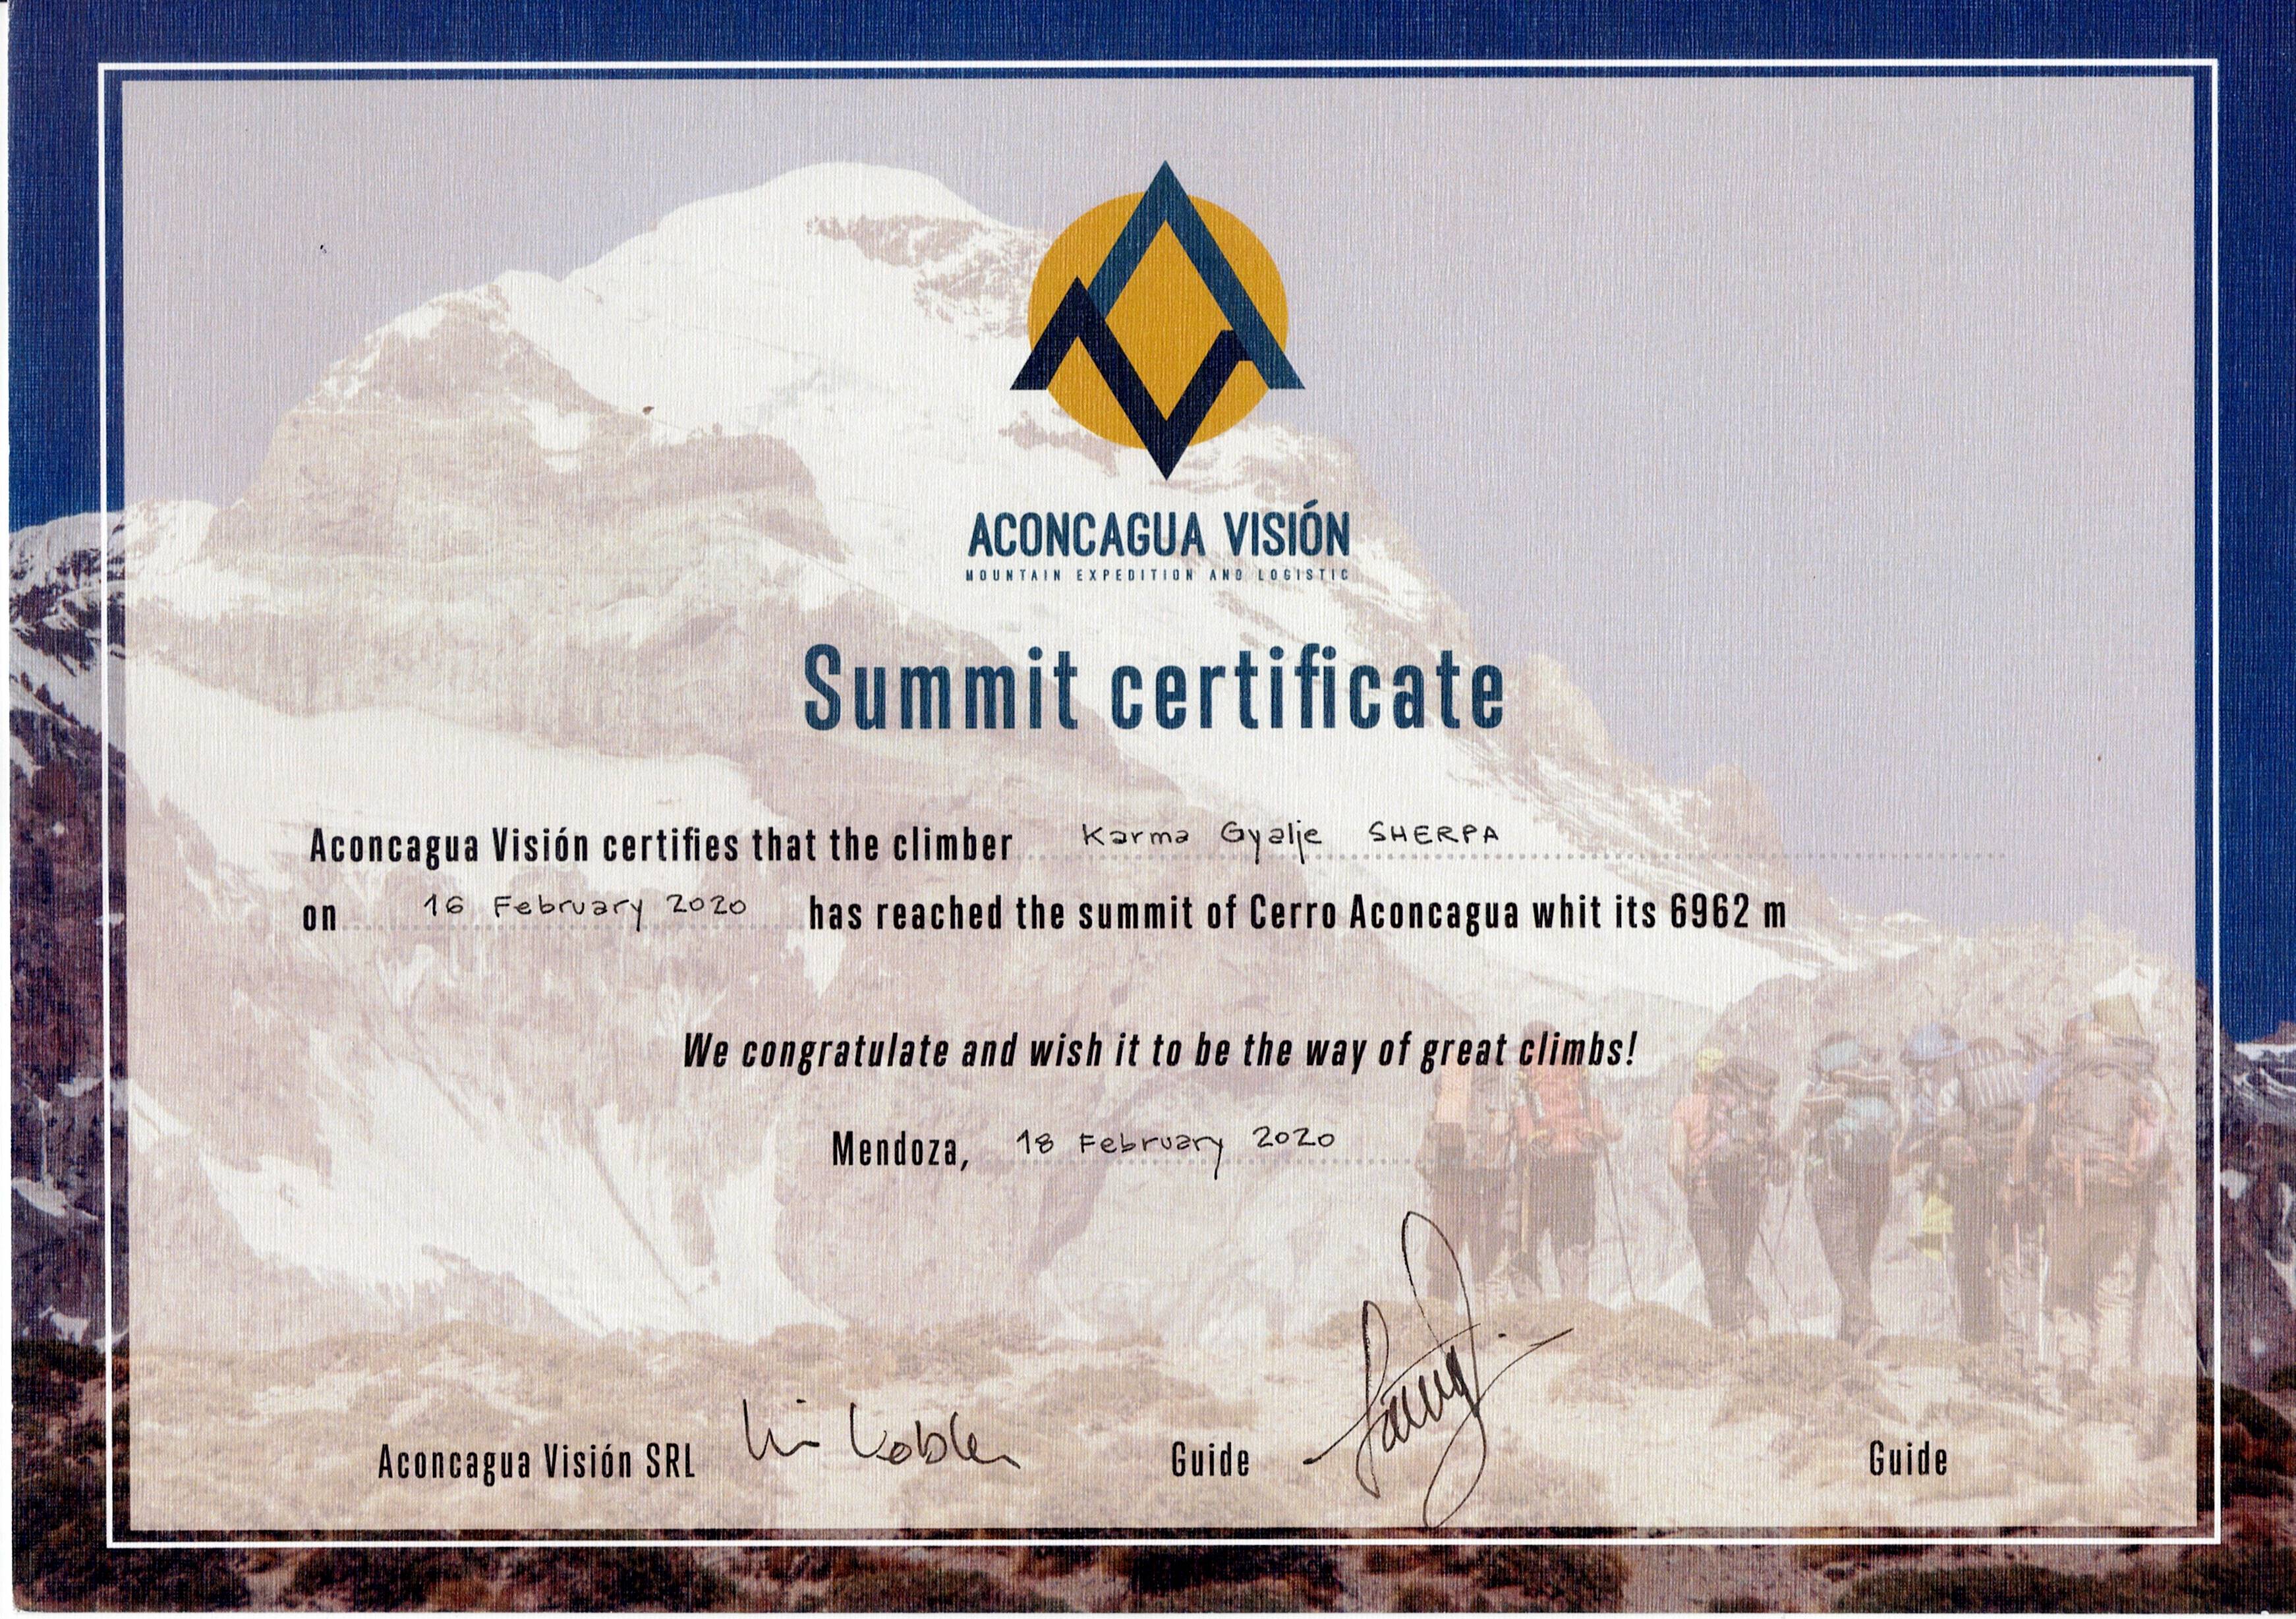 ACONCAGUA VISIÓN
MOUNTAIN EXPEDITION AND LOGISTIC
Summit certificate
Aconcagua Visión certifies that the climber Karma Gyalje SHERPA
on 16 February 2020 has reached the summit of Cerro Aconcagua whit its 6962 m
We congratulate and wish it to be the way of great climbs!
Mendoza, 18 February 2020
Aconcagua Visión SRL Guide Guide